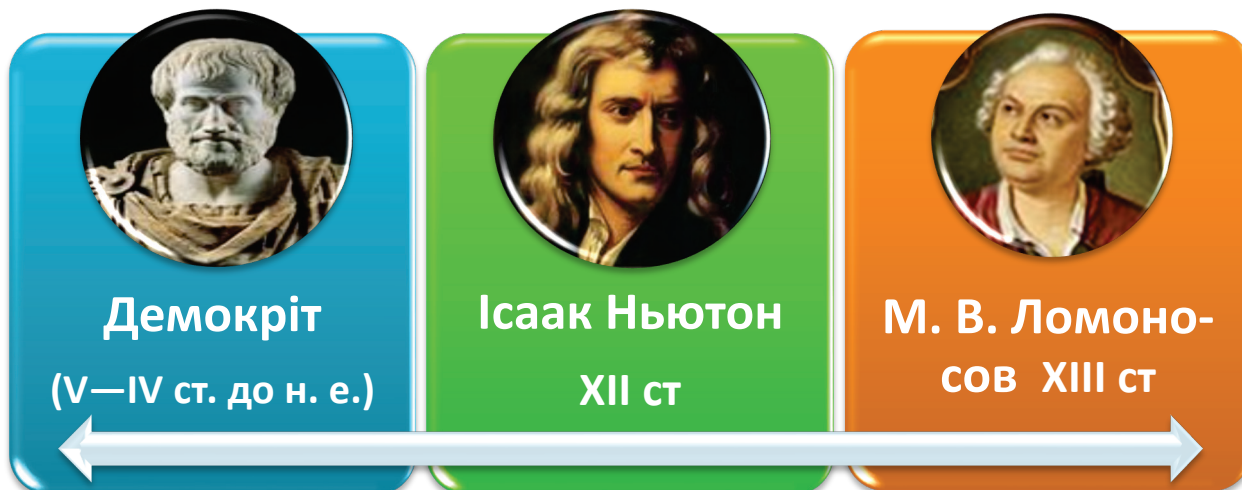 Демокріт
(V—IV ст. до н. е.)
Ісаак Ньютон
XII ст
М. В. Ломоно-
сов XIII ст